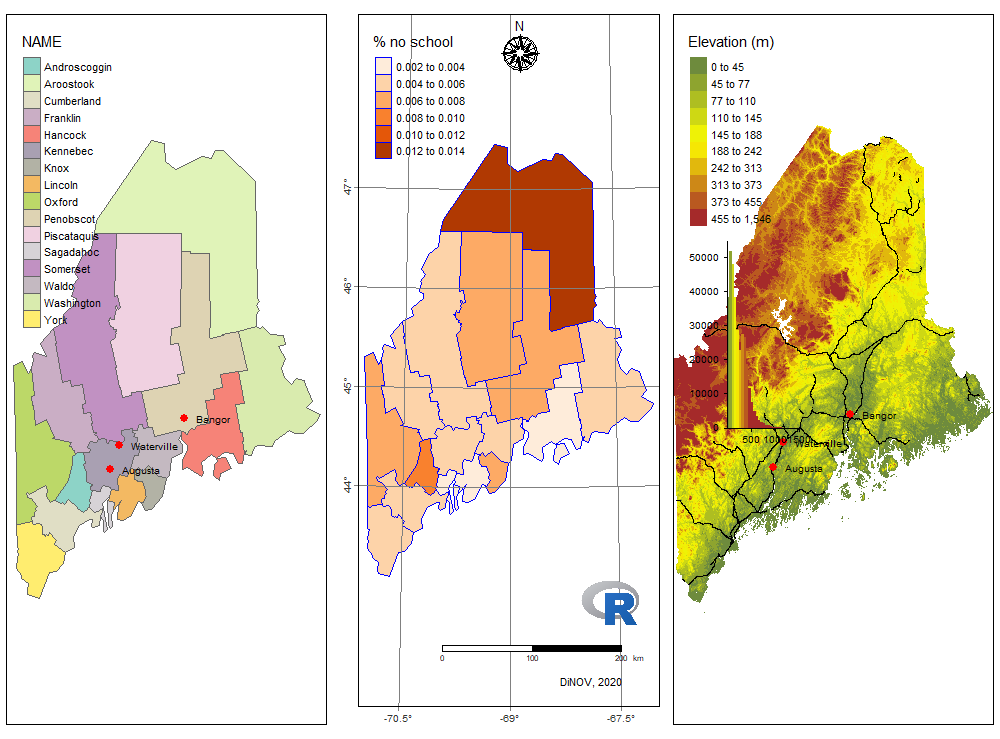 NAME
Androscoggin
Aroostook
Cumberland
Franklin
Hancock
Kennebec
Knox
Lincoln
Oxford
Penobscot
Piscataquis
Sagadahoc
Somerset
Waldo
Washington
York
Bangor
Waterville
Augusta
% no school
0.002 to 0.004
0.004 to 0.006
0.006 to 0.008
0.008 to 0.010
0.010 to 0.012
0.012 to 0.014
N
47°
46°
45°
44°
R
0 100 200 km
DiNOV, 2020
-70.5° -69° -67.5°
Elevation (m)
0 to 45
45 to 77
77 to 110
110 to 145
145 to 188
188 to 242
242 to 313
313 to 373
373 to 455
455 to 1,546
50000
40000
30000
20000
10000
0
500 1000 1500
Bangor
Waterville
Augusta